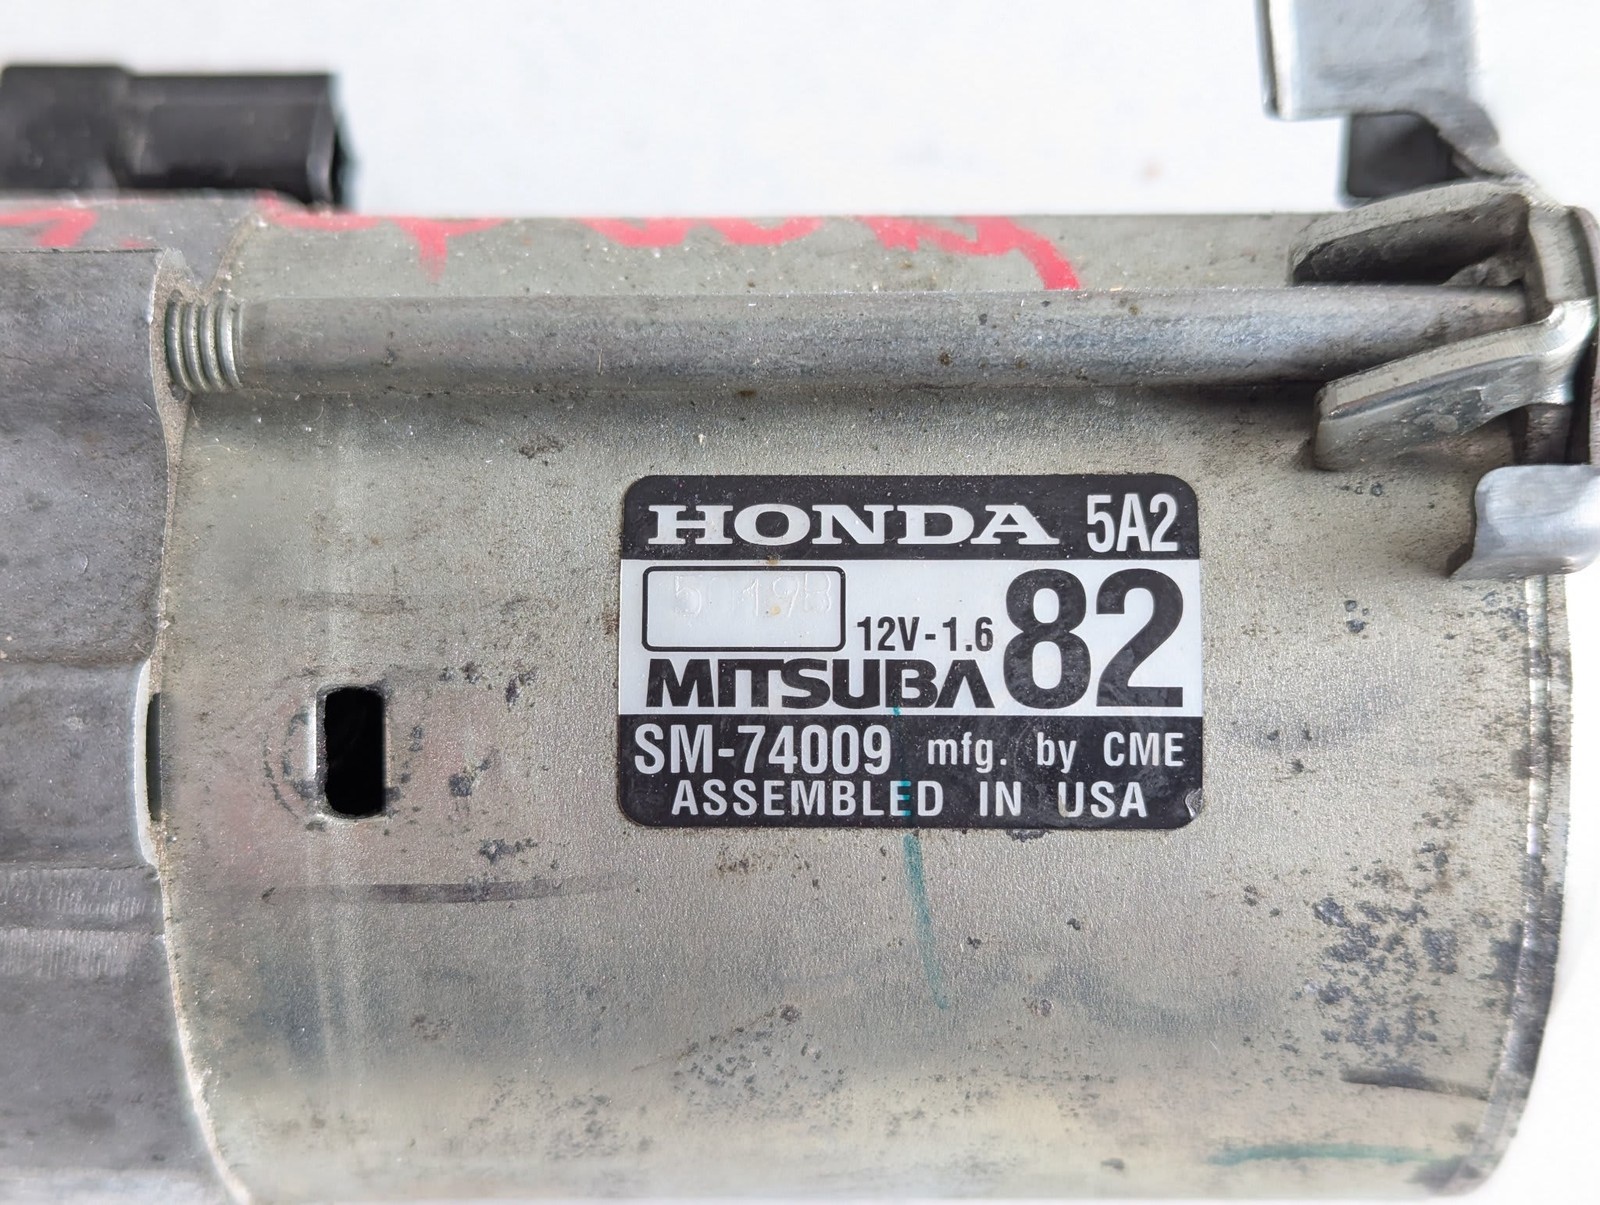 HONDA 5A2
12V-1.6 82
MITSUBA
SM-74009 mfg. by CME
ASSEMBLED IN USA